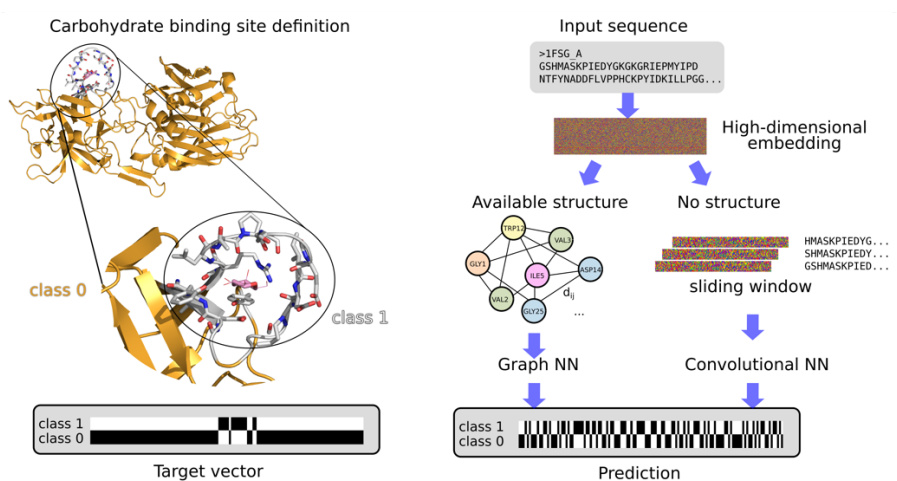 Carbohydrate binding site definition
class 0
class 1
class 1
class 0
Target vector
Input sequence
>1FSG_A
GSHMASKPIEDYGKGKGRIEPMYIPD
NTFYNADDFLVPPHCKPYIDKILLPGG...
High-dimensional
embedding
Available structure
TRP12
VAL3
GLY1
ILE5
ASP14
VAL2
GLY25
dij
...
Graph NN
No structure
HMASKPIEDYG...
SHMASKPIEDY...
GSHMASKPIED...
sliding window
Convolutional NN
class 1
class 0
Prediction